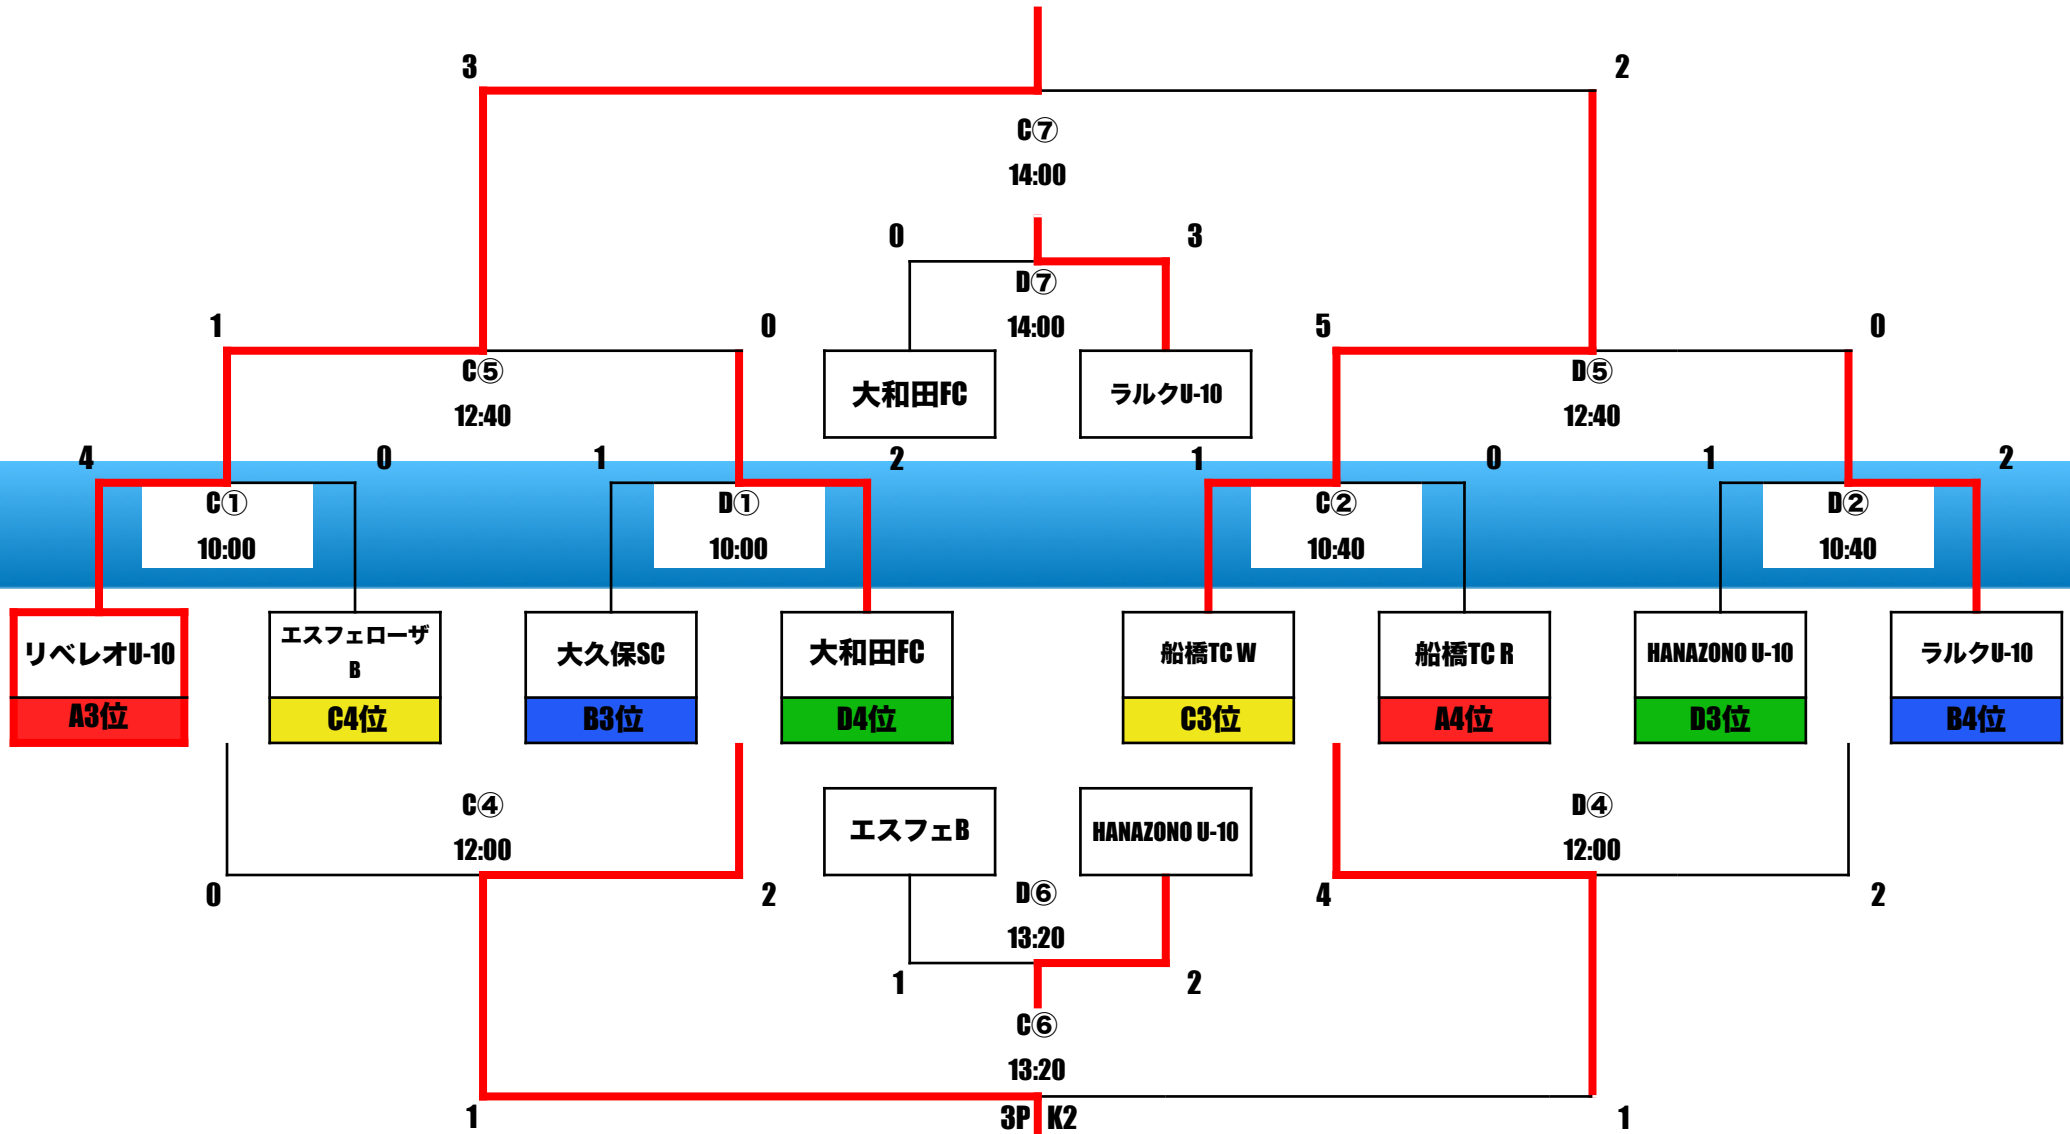 3
2
C⑦
14:00
0
3
D⑦
14:00
1
0
5
0
C⑤
12:40
大和田FC
ラルクU-10
D⑤
12:40
4
0
1
2
1
0
1
2
C①
10:00
D①
10:00
C②
10:40
D②
10:40
リベレオU-10
エスフェローザ
B
大久保SC
大和田FC
船橋TC W
船橋TC R
HANAZONO U-10
ラルクU-10
A3位
C4位
B3位
D4位
C3位
A4位
D3位
B4位
C④
12:00
エスフェB
HANAZONO U-10
D④
12:00
0
2
D⑥
13:20
4
2
1
2
C⑥
13:20
1
3PK2
1